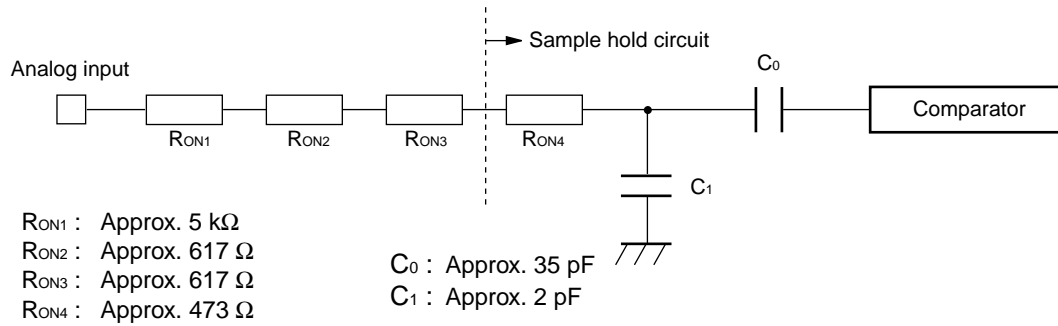 Sample hold circuit
Analog input
C0
Comparator
RON1
RON2
RON3
RON4
C1
RON1 : Approx. 5 kΩ
RON2 : Approx. 617 Ω
RON3 : Approx. 617 Ω
RON4 : Approx. 473 Ω
C0 : Approx. 35 pF
C1 : Approx. 2 pF